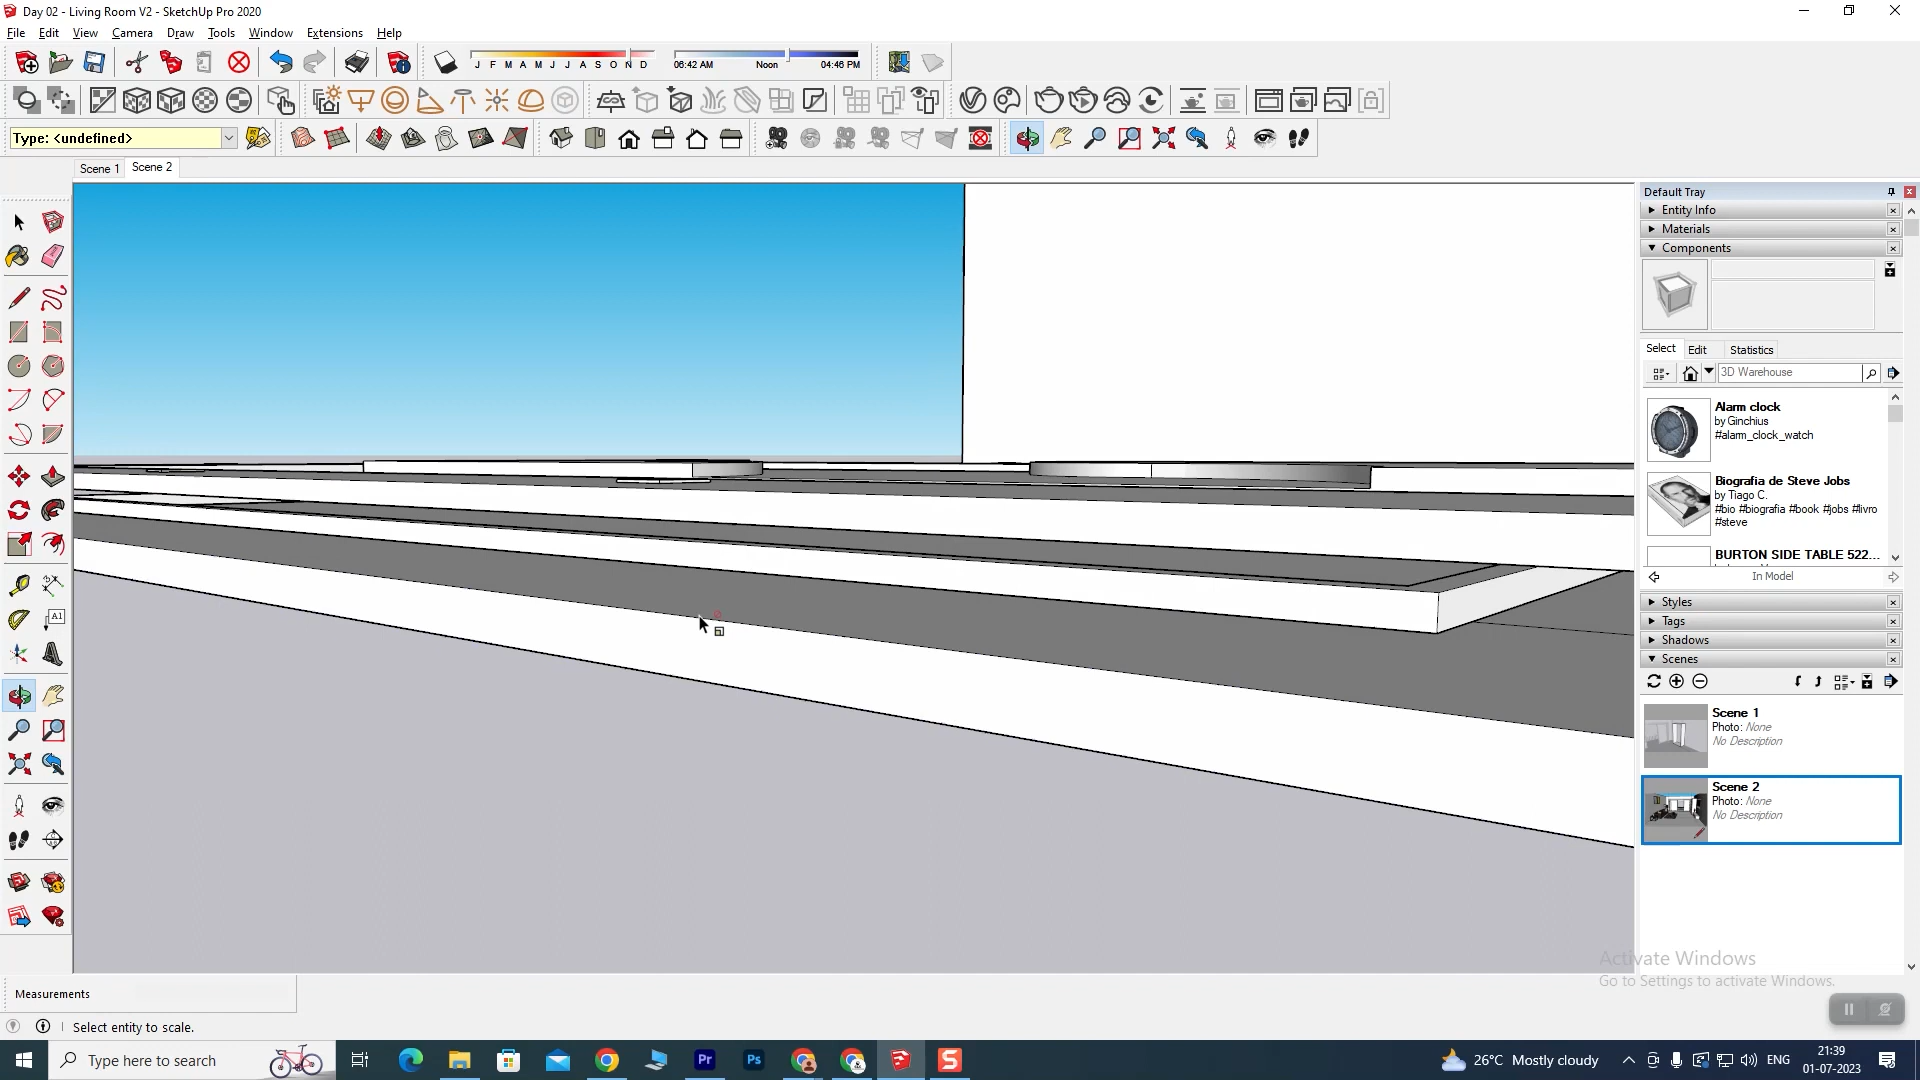 Day 02 - Living Room V2 - SketchUp Pro 2020
File Edit View Camera Draw Tools Window Extensions Help
J F M A M J J A S O N D
06:42 AM Noon 04:46 PM
Type: <undefined>
Scene 1 Scene 2
A1
Default Tray
Entity Info
Materials
Components
Select Edit Statistics
3D Warehouse
Alarm clock
by Ginchius
#alarm_clock_watch
Biografia de Steve Jobs
by Tiago C.
#bio #biografia #book #jobs #livro
#steve
BURTON SIDE TABLE 522...
In Model
Styles
Tags
Shadows
Scenes
Scene 1
Photo: None
No Description
Scene 2
Photo: None
No Description
Activate Windows
Go to Settings to activate Windows.
Measurements
Select entity to scale.
Type here to search
Pr
Ps
S
26°C Mostly cloudy
ENG
21:39
01-07-2023